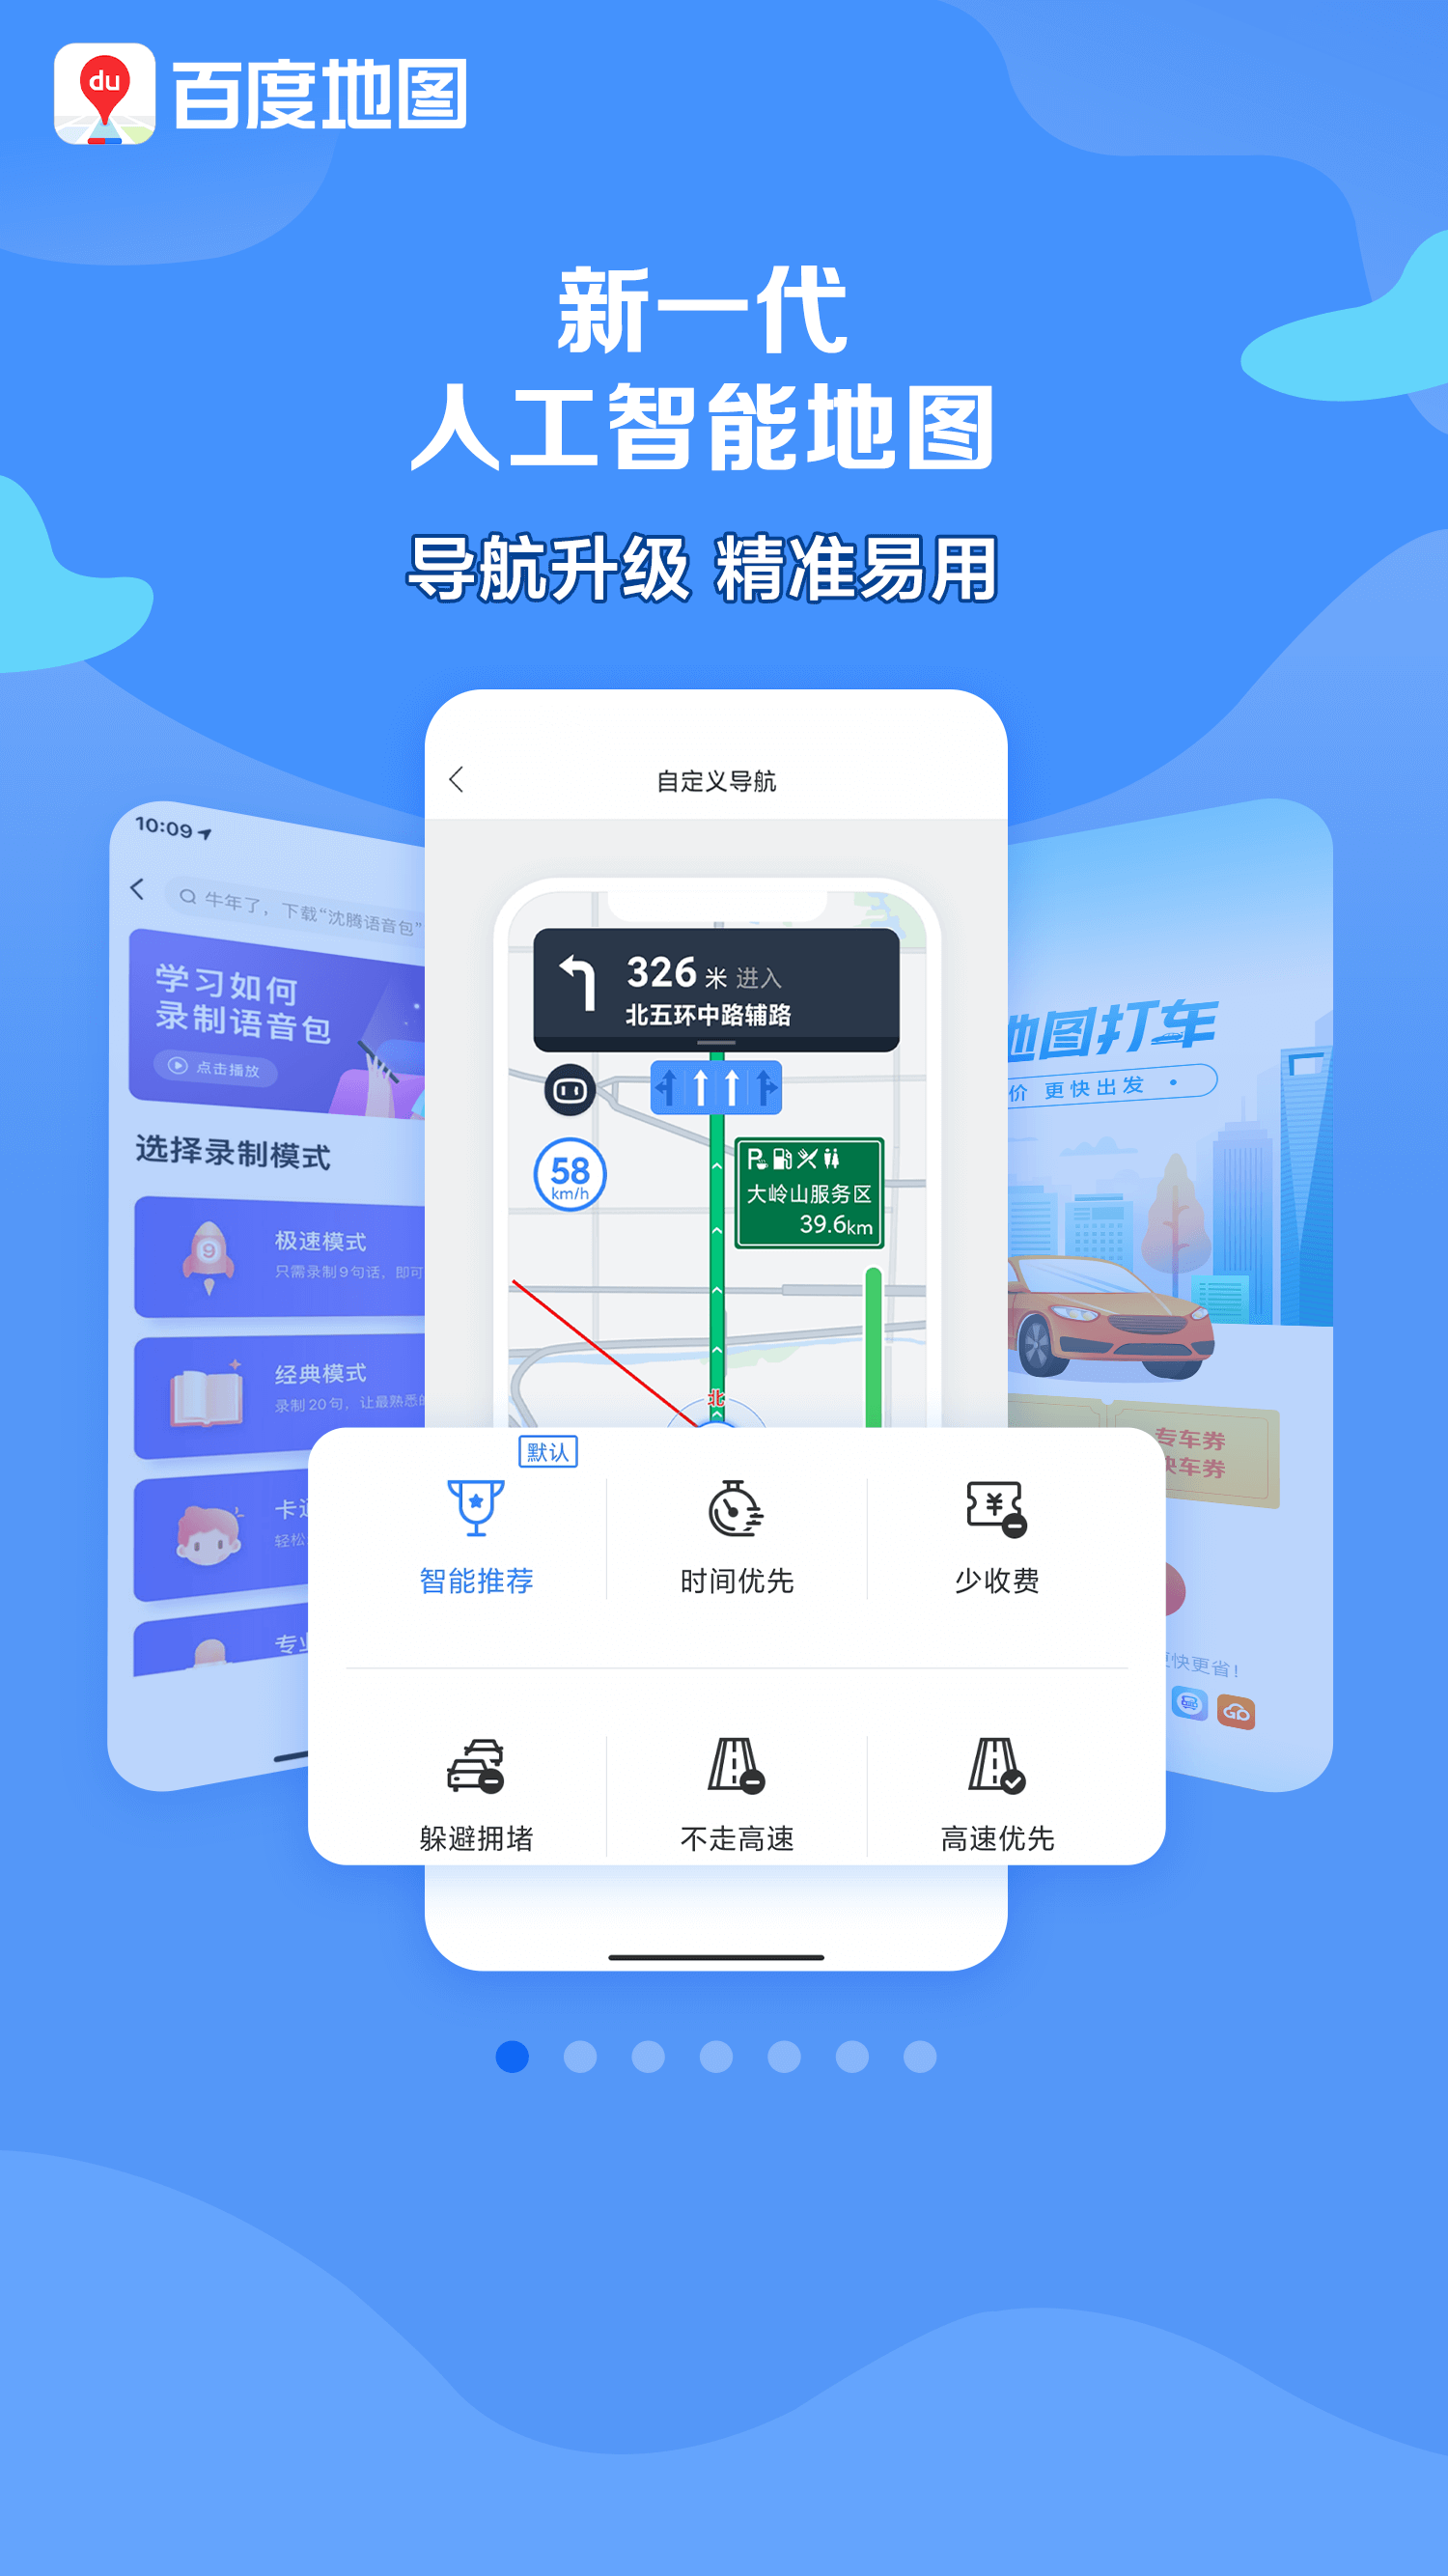 du
百度地图
新一代
人工智能地图
导航升级 精准易用
10:09
牛年了，下载“沈腾语音包”
学习如何
录制语音包
点击播放
选择录制模式
极速模式
只需录制9句话，即可
9
经典模式
录制20句，让最熟悉
轻松
自定义导航
326 米 进入
北五环中路辅路
58
km/h
P
大岭山服务区
39.6km
北
地图打车
价 更快出发
专车券
快车券
更快更省！
默认
智能推荐
时间优先
少收费
躲避拥堵
不走高速
高速优先